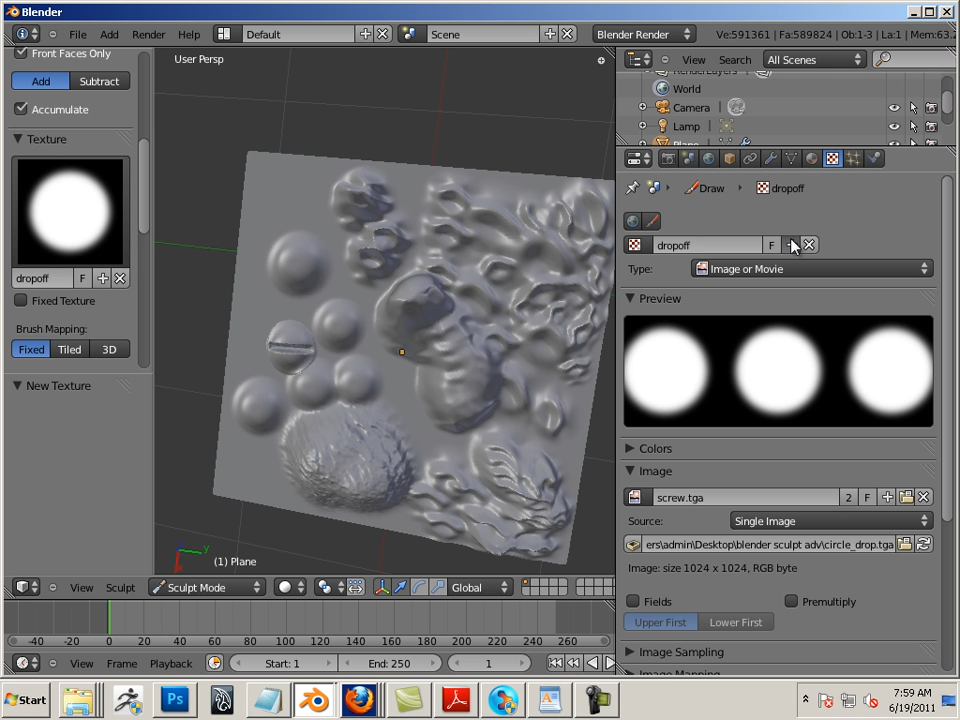 Blender
File Add Render Help Default Scene Blender Render Ve:591361 | Fa:589824 | Ob:1-3 | La:1 | Mem:63.
Front Faces Only
User Persp
View Search All Scenes
Add Subtract
World
Accumulate
Camera
Lamp
Texture
Draw dropoff
dropoff F
Type: Image or Movie
dropoff F
Fixed Texture
Preview
Brush Mapping:
Fixed Tiled 3D
New Texture
Colors
Image
screw.tga 2 F
Source: Single Image
ers\admin\Desktop\blender sculpt adv\circle_drop.tga
y
(1) Plane
Image: size 1024 x 1024, RGB byte
View Sculpt Sculpt Mode Global
Fields Premultiply
Upper First Lower First
-40 -20 0 20 40 60 80 100 120 140 160 180 200 220 240 260
Image Sampling
View Frame Playback Start: 1 End: 250 1
Start Ps
7:59 AM
6/19/2011